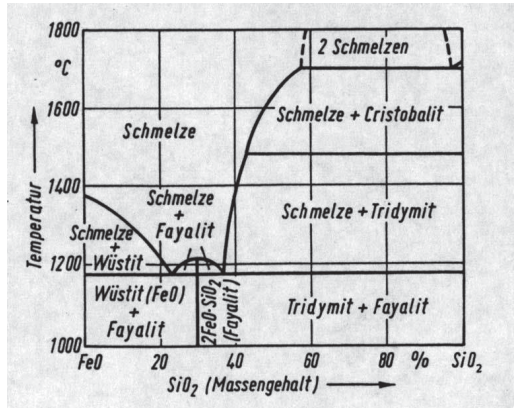 1800
°C
1600
1400
1200
1000
Temperatur
2 Schmelzen
Schmelze + Cristobalit
Schmelze
Schmelze
+
Fayalit
Schmelze + Tridymit
Schmelze
+ Wüstit
Wüstit (FeO)
+
Fayalit
2FeO·SiO₂
(Fayalit)
Tridymit + Fayalit
FeO 20 40 60 80 % SiO₂
SiO₂ (Massengehalt)